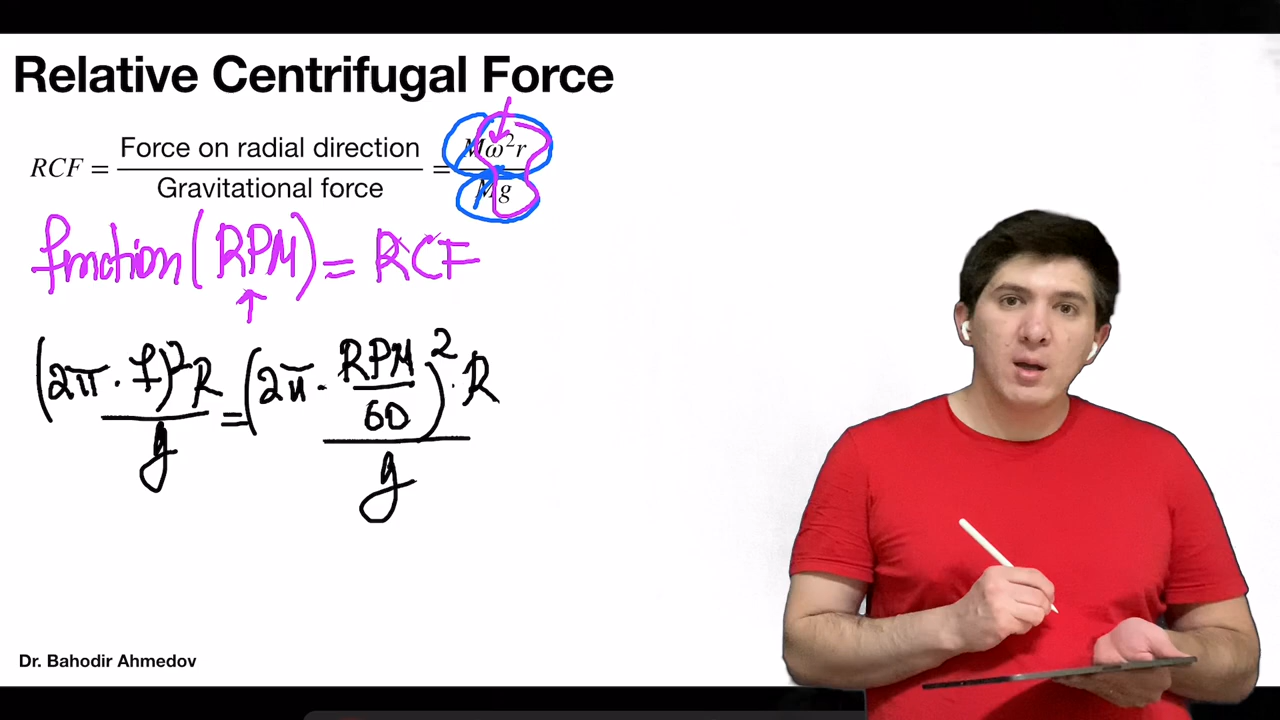 Relative Centrifugal Force
RCF = Force on radial direction / Gravitational force = Mω²r / Mg
function(RPM) = RCF
(2π · f)² R / g = (2π · RPM / 60)² · R / g
Dr. Bahodir Ahmedov